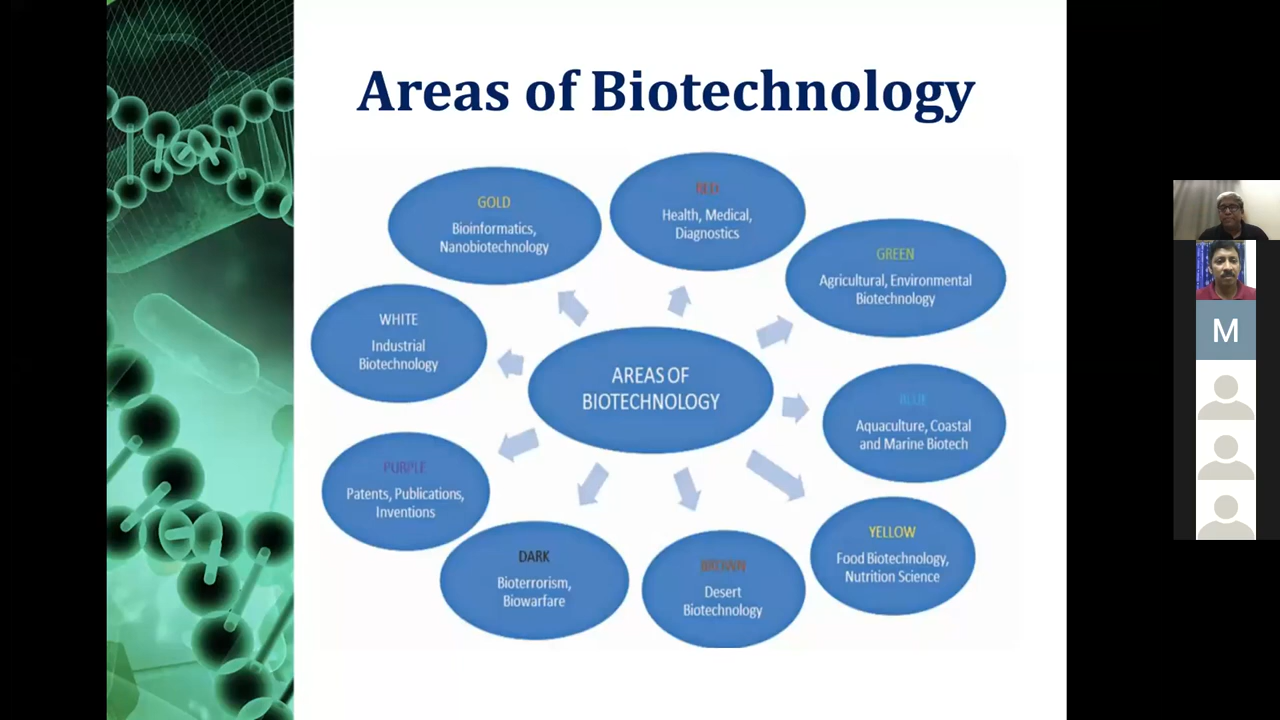 Areas of Biotechnology
GOLD
Bioinformatics,
Nanobiotechnology
RED
Health, Medical,
Diagnostics
GREEN
Agricultural, Environmental
Biotechnology
WHITE
Industrial
Biotechnology
AREAS OF
BIOTECHNOLOGY
BLUE
Aquaculture, Coastal
and Marine Biotech
PURPLE
Patents, Publications,
Inventions
YELLOW
Food Biotechnology,
Nutrition Science
DARK
Bioterrorism,
Biowarfare
BROWN
Desert
Biotechnology
M